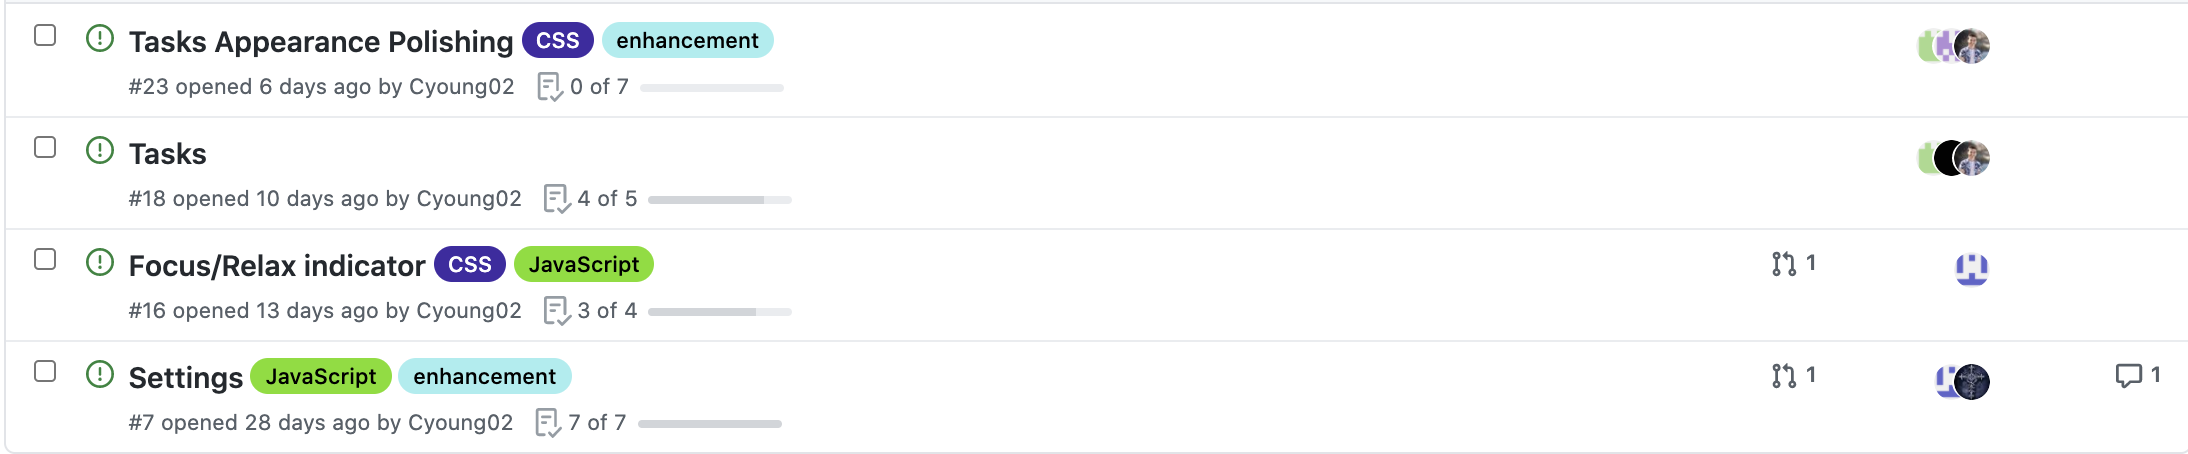 Tasks Appearance Polishing CSS enhancement
#23 opened 6 days ago by Cyoung02 0 of 7
Tasks
#18 opened 10 days ago by Cyoung02 4 of 5
Focus/Relax indicator CSS JavaScript 1
#16 opened 13 days ago by Cyoung02 3 of 4
Settings JavaScript enhancement 1 1
#7 opened 28 days ago by Cyoung02 7 of 7